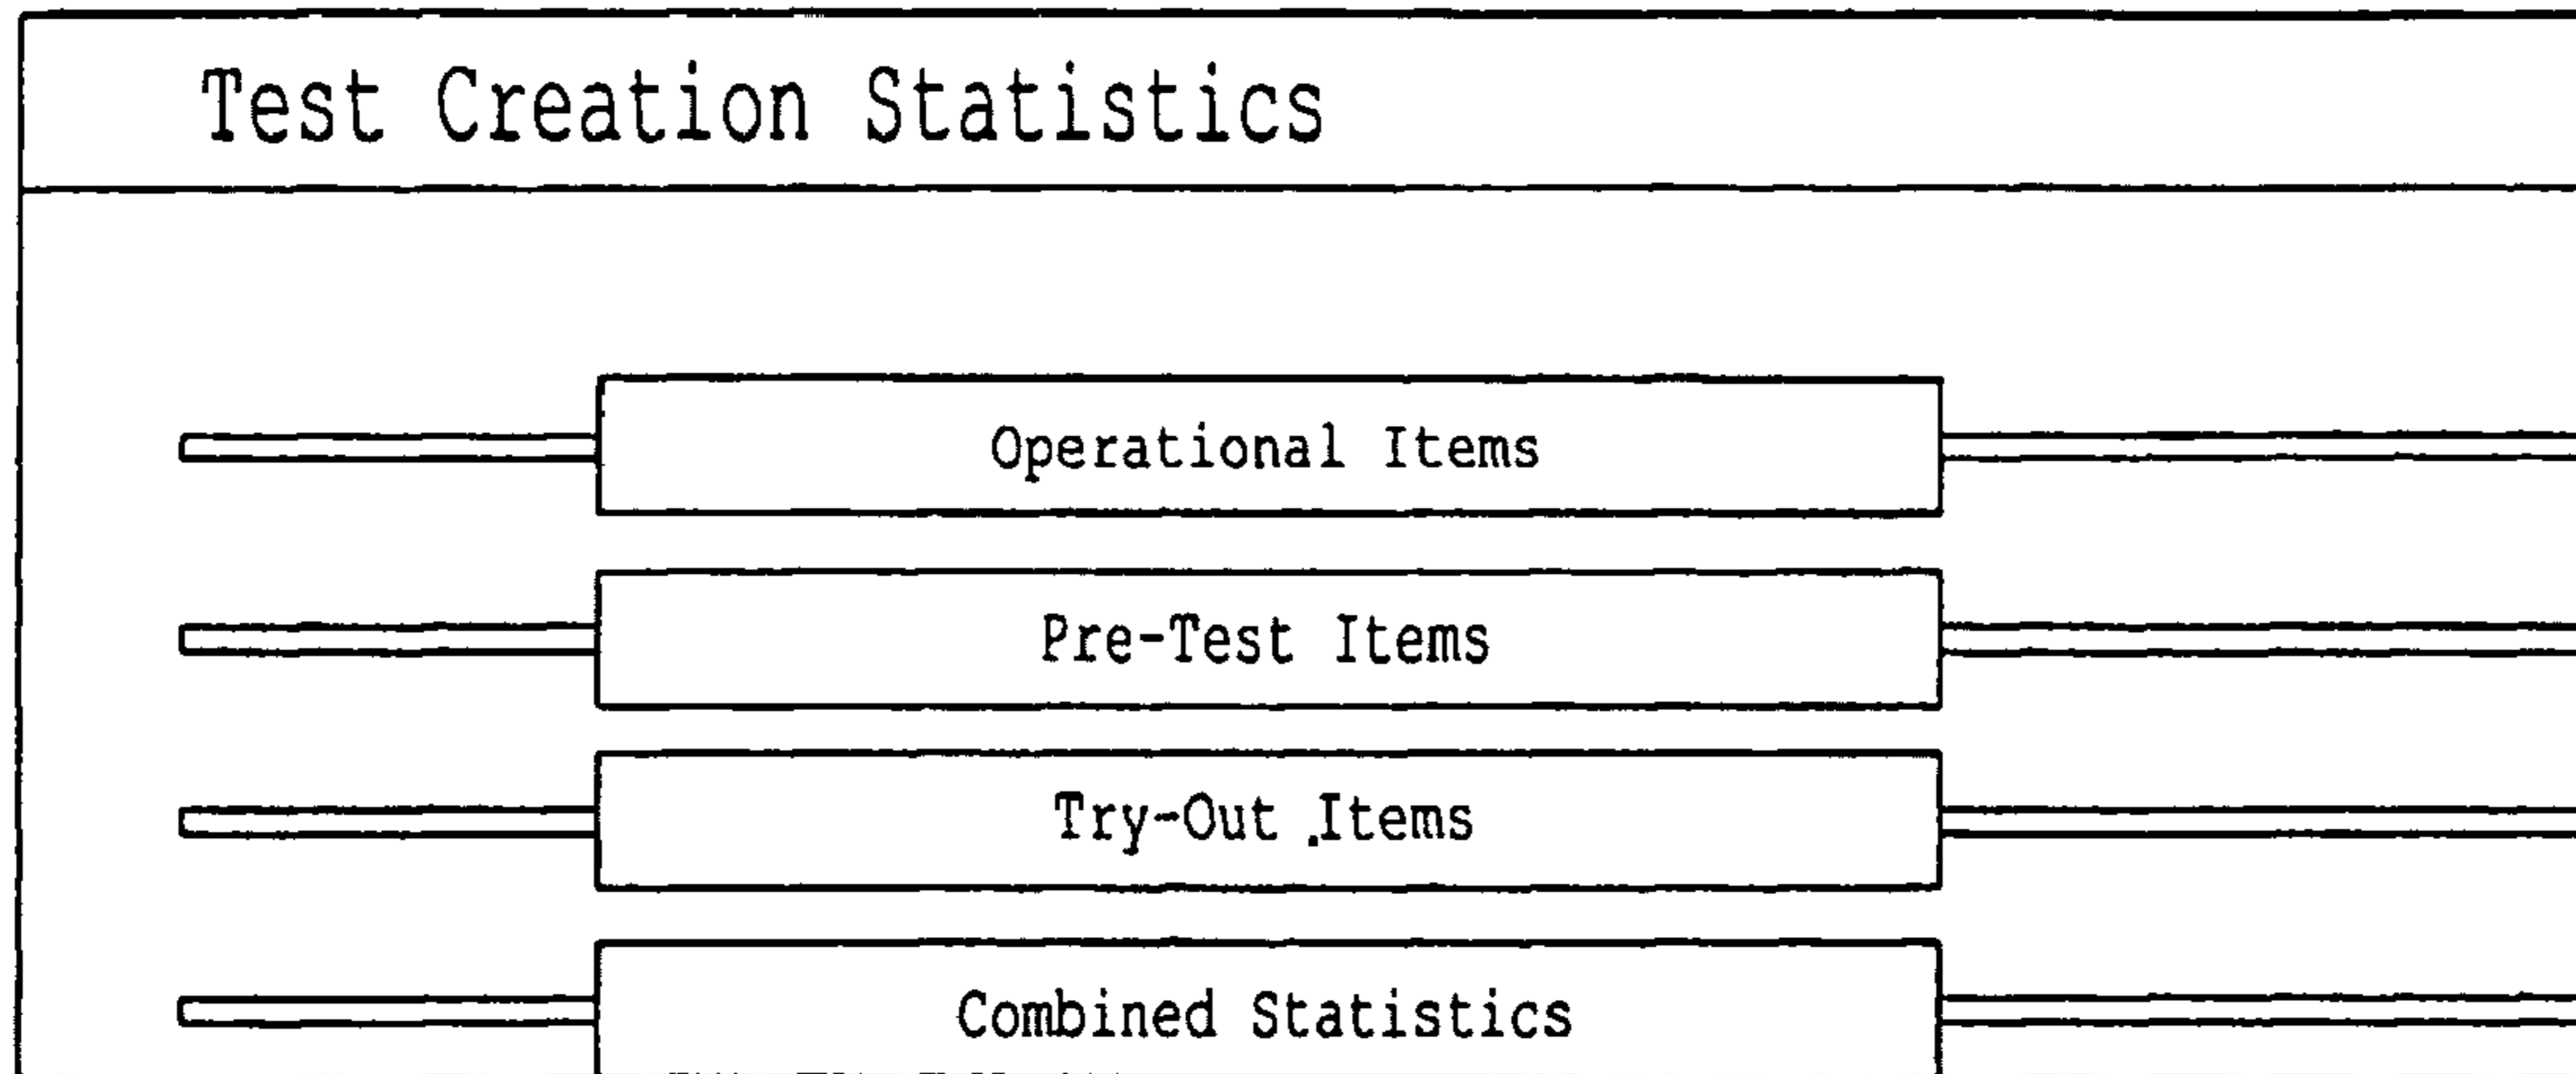 Test Creation Statistics
Operational Items
Pre-Test Items
Try-Out Items
Combined Statistics